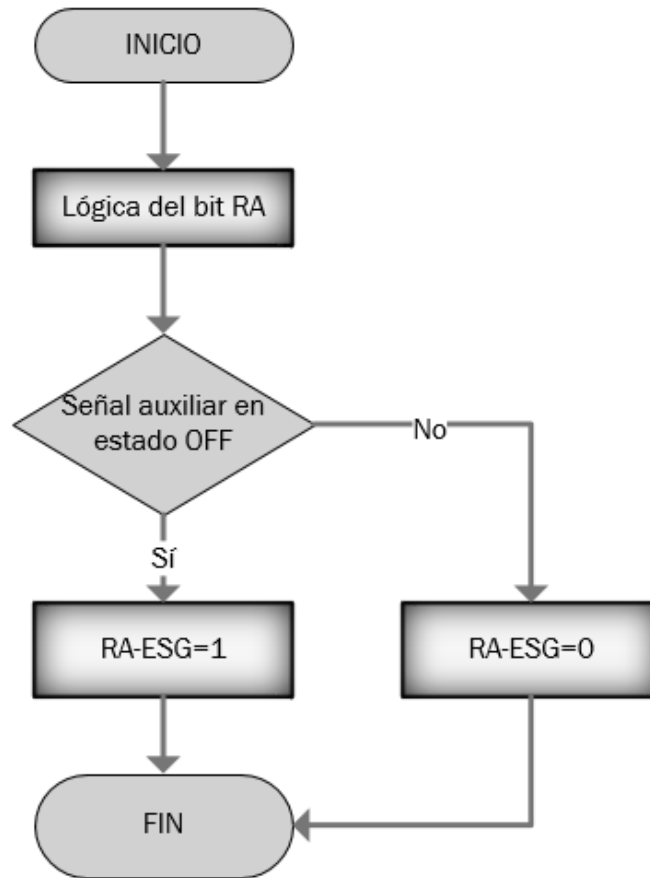 INICIO
Lógica del bit RA
Señal auxiliar en
estado OFF
No
Sí
RA-ESG=1
RA-ESG=0
FIN